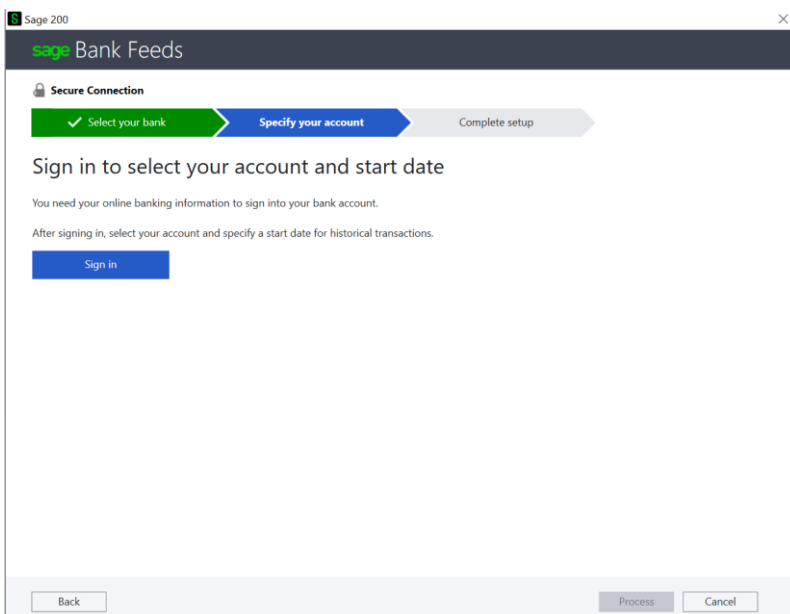 S Sage 200
sage Bank Feeds
Secure Connection
Select your bank Specify your account Complete setup
Sign in to select your account and start date
You need your online banking information to sign into your bank account.
After signing in, select your account and specify a start date for historical transactions.
Sign in
Back Process Cancel